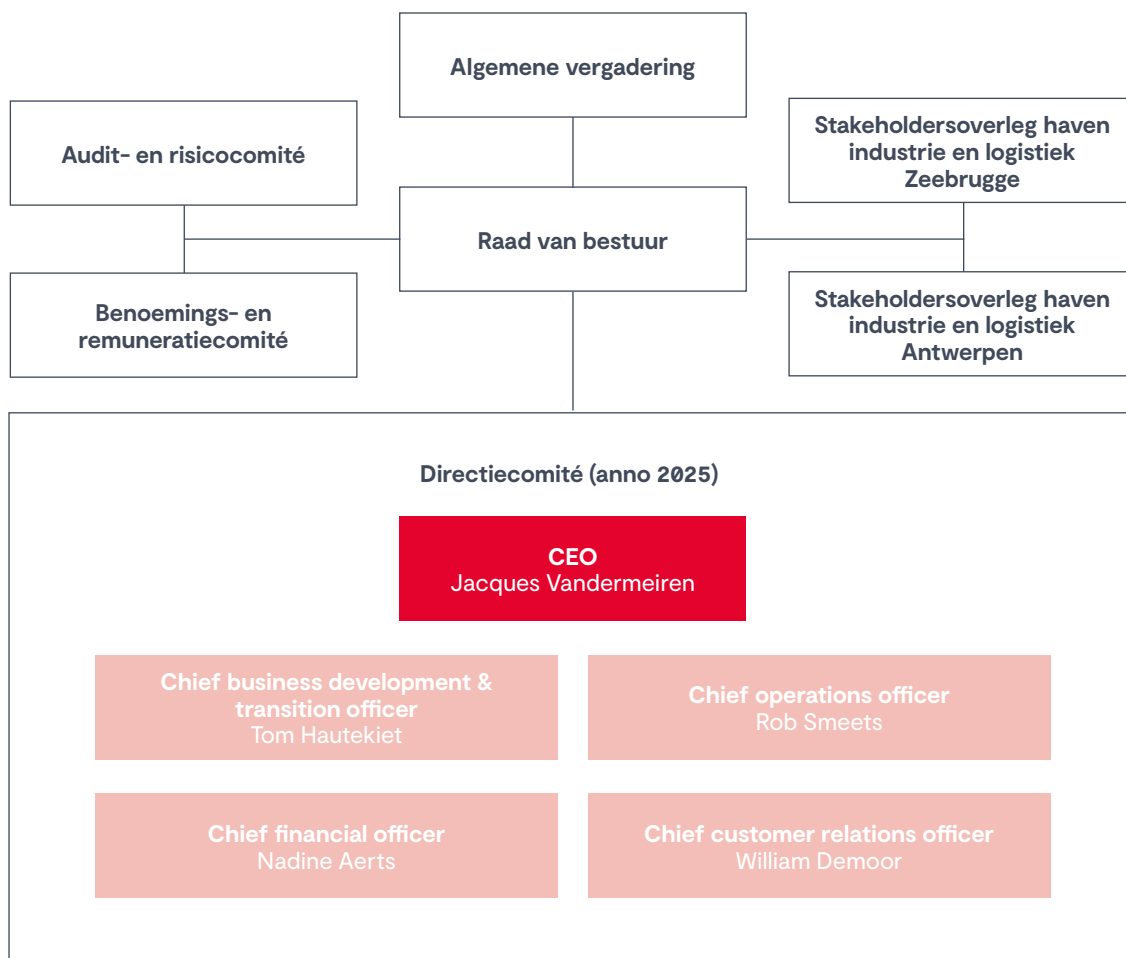 Algemene vergadering
Audit- en risicocomité
Stakeholdersoverleg haven
industrie en logistiek
Zeebrugge
Raad van bestuur
Benoemings- en
remuneratiecomité
Stakeholdersoverleg haven
industrie en logistiek
Antwerpen
Directiecomité (anno 2025)
CEO
Jacques Vandermeiren
Chief business development &
transition officer
Tom Hautekiet
Chief operations officer
Rob Smeets
Chief financial officer
Nadine Aerts
Chief customer relations officer
William Demoor